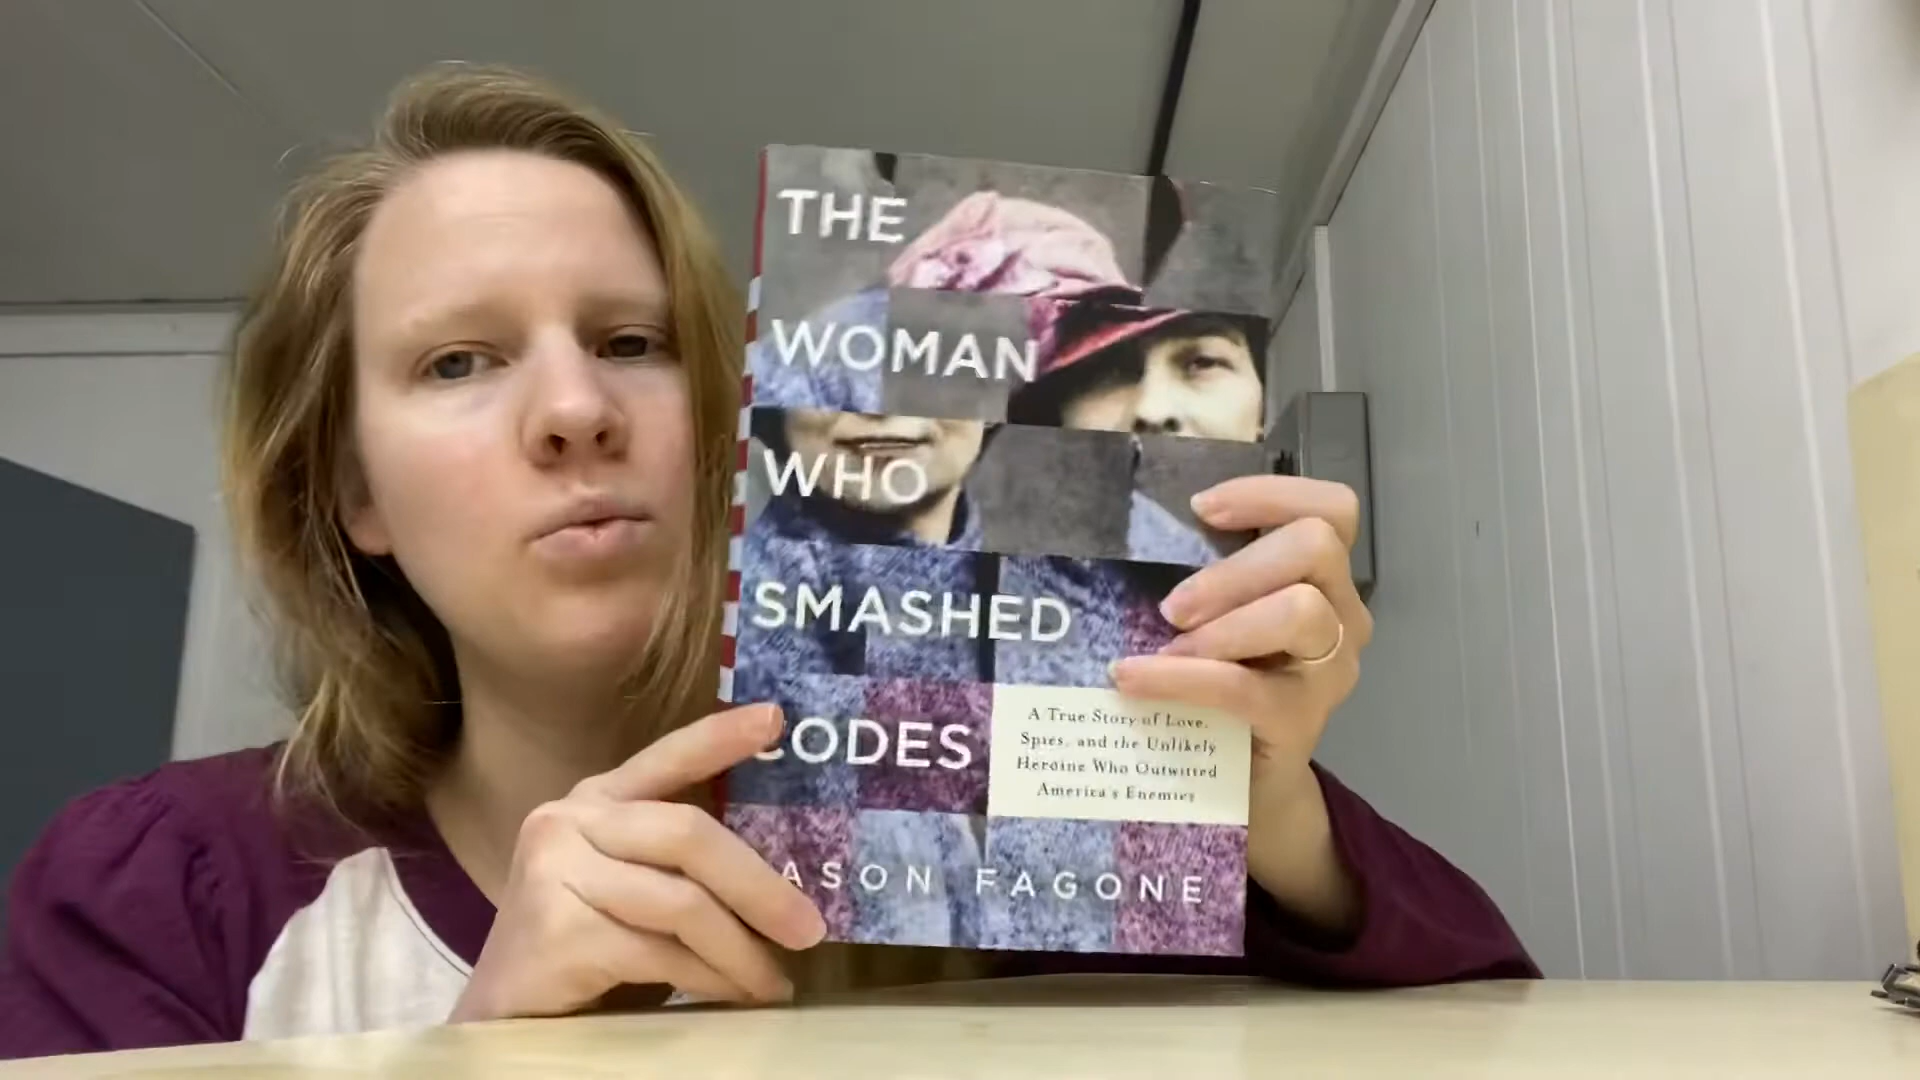 THE
WOMAN
WHO
SMASHED
CODES
A True Story of Love,
Spies, and the Unlikely
Heroine Who Outwitted
America's Enemies
ASON FAGONE